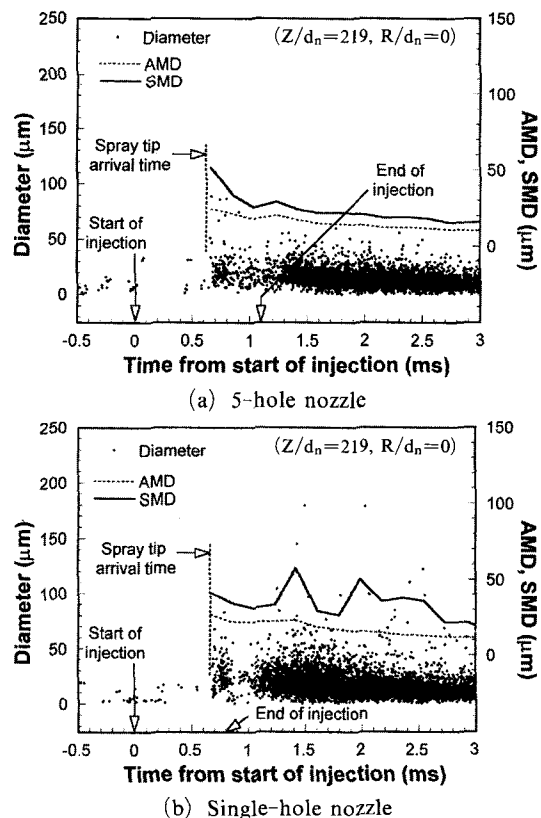 250
200
150
100
50
0
Diameter (μm)
Diameter
AMD
SMD
(Z/dn=219, R/dn=0)
Spray tip
arrival time
Start of
injection
End of
injection
150
100
50
0
AMD, SMD (μm)
-0.5 0 0.5 1 1.5 2 2.5 3
Time from start of injection (ms)
(a) 5-hole nozzle
250
200
150
100
50
0
Diameter (μm)
Diameter
AMD
SMD
(Z/dn=219, R/dn=0)
Spray tip
arrival time
Start of
injection
End of injection
150
100
50
0
AMD, SMD (μm)
-0.5 0 0.5 1 1.5 2 2.5 3
Time from start of injection (ms)
(b) Single-hole nozzle